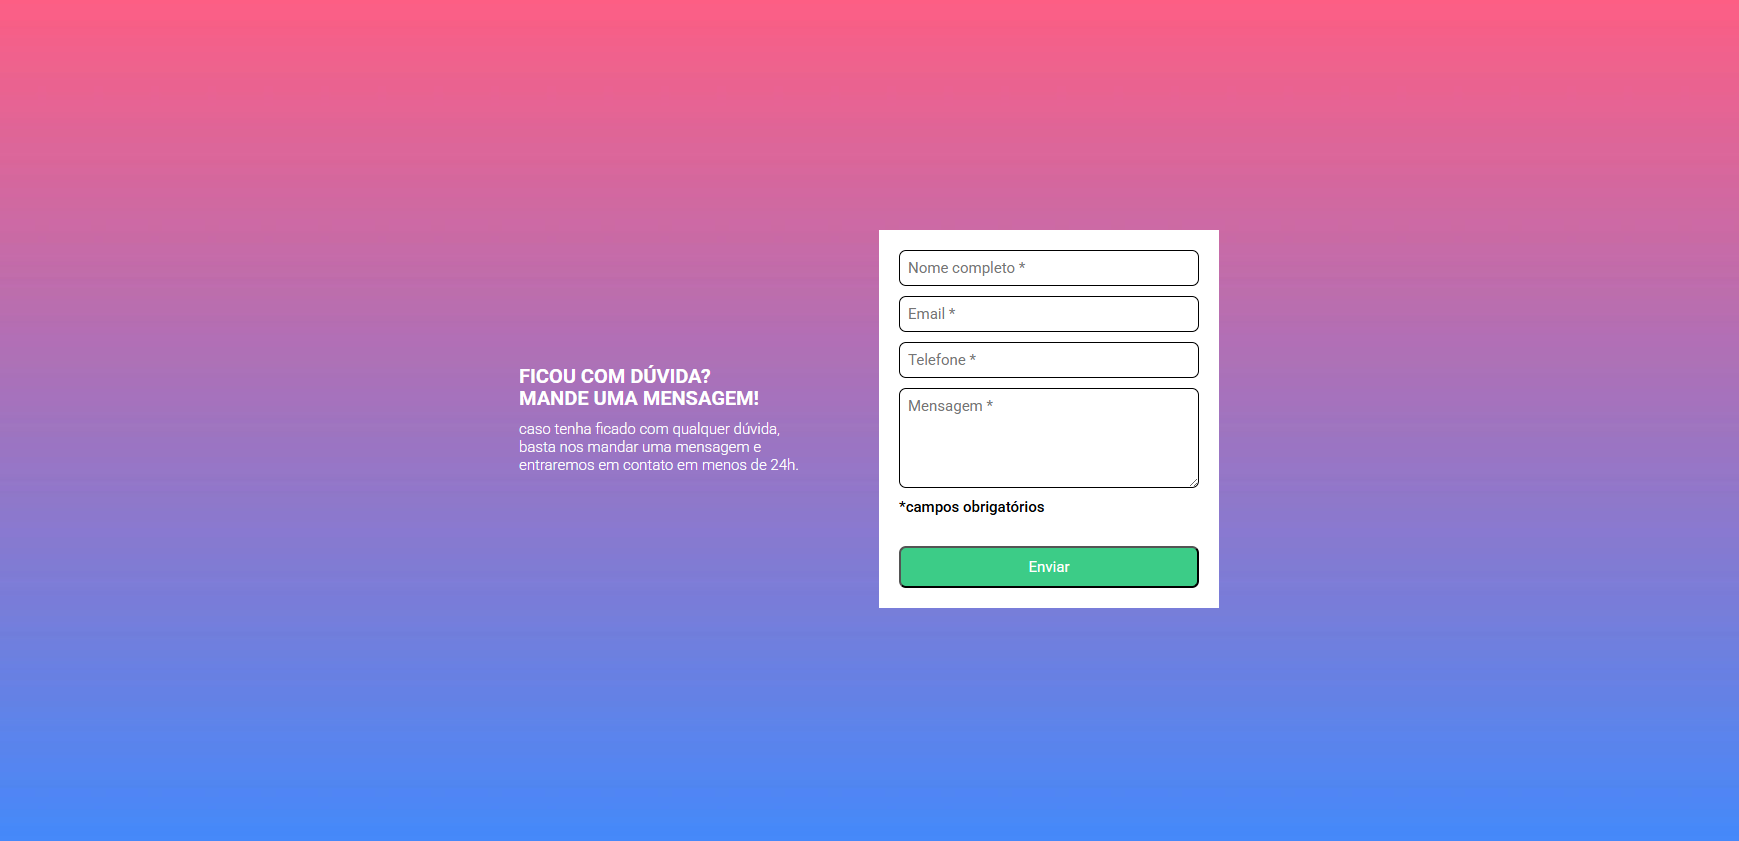 FICOU COM DÚVIDA?
MANDE UMA MENSAGEM!
caso tenha ficado com qualquer dúvida,
basta nos mandar uma mensagem e
entraremos em contato em menos de 24h.
Nome completo *
Email *
Telefone *
Mensagem *
*campos obrigatórios
Enviar